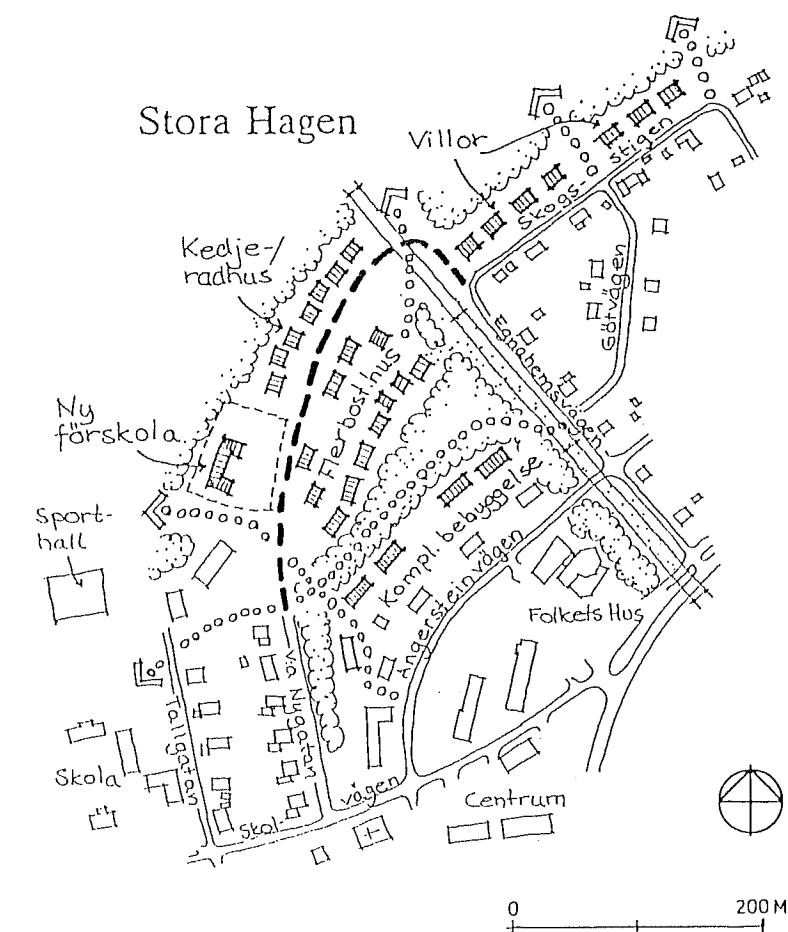 Stora Hagen
Villor
Skogs-
stigen
Kedje-/
radhus
Götvägen
Egnahemsvägen
Flerbost.hus
Ny
förskola
Sport-
hall
Kompl. bebyggelse
Ångersteinvägen
Folkets Hus
Tallgatan
V:a Nygatan
Skola
Skol-
vägen
Centrum
0
200 M